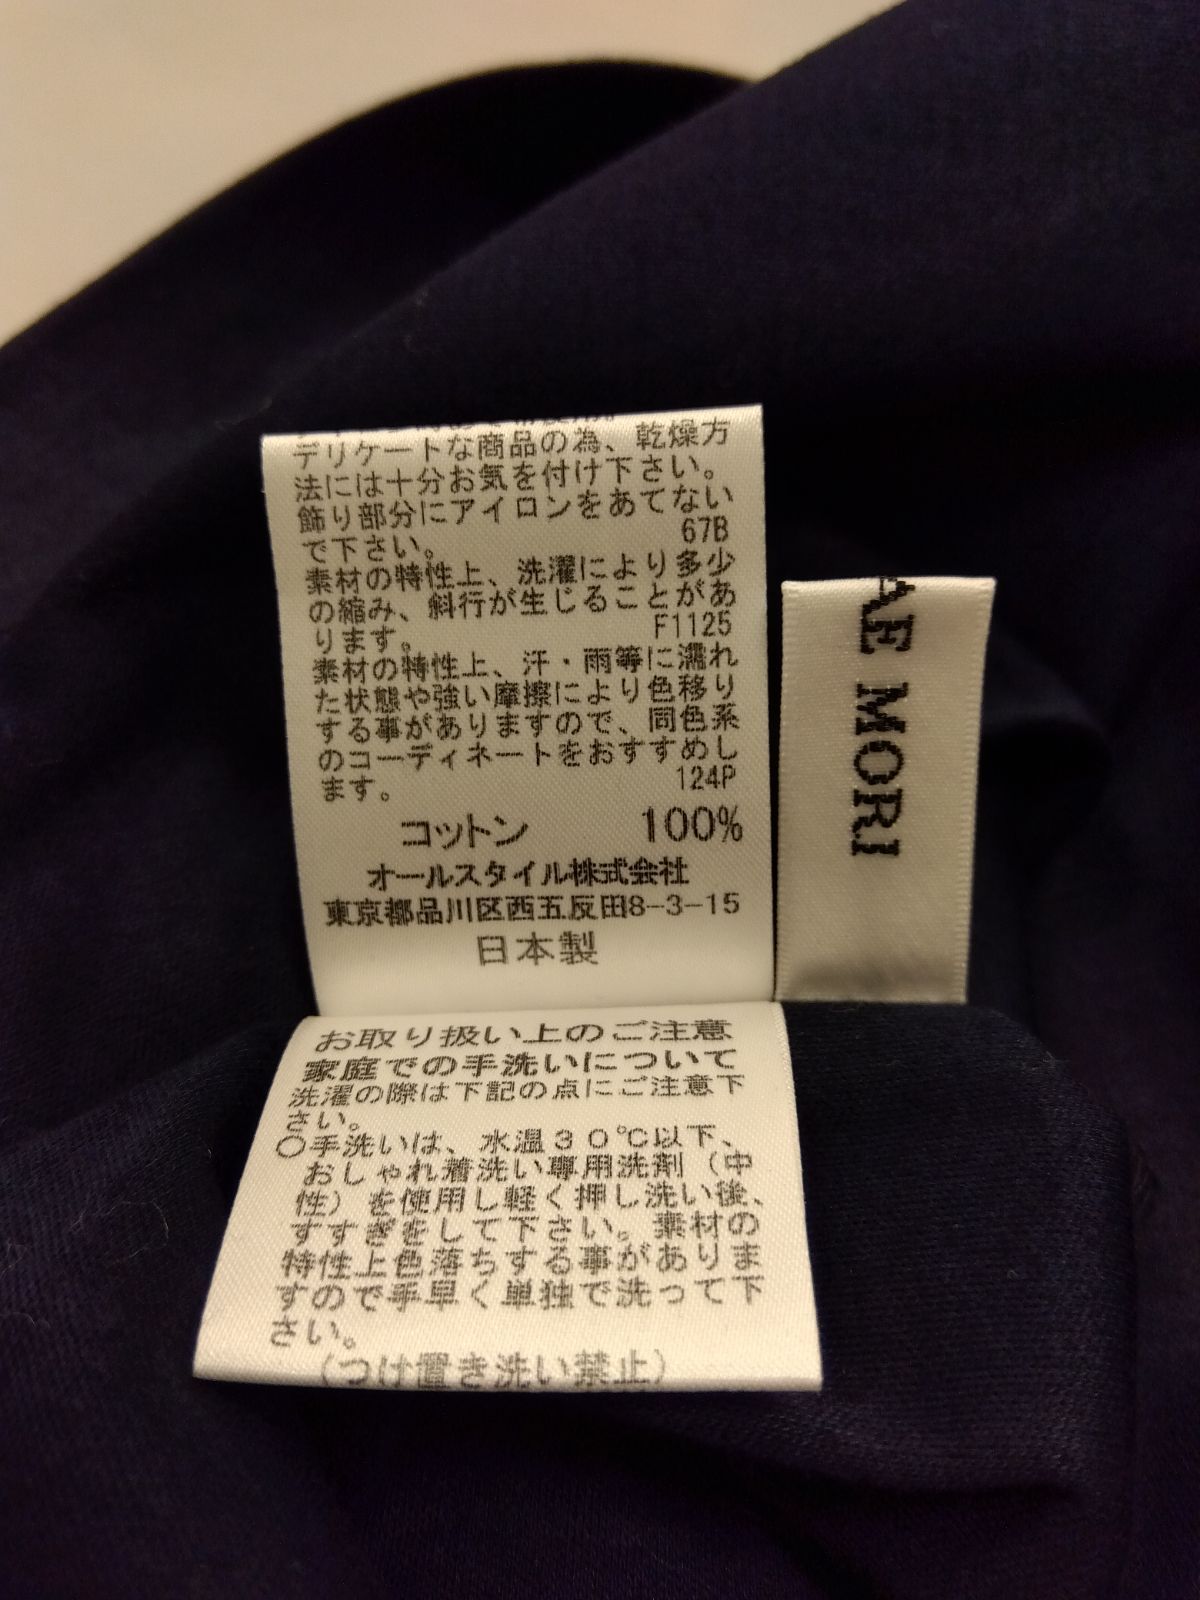 デリケートな商品の為、乾燥方
法には十分お気を付け下さい。
飾り部分にアイロンをあてない
で下さい。 67B
素材の特性上、洗濯により多少
の縮み、斜行が生じることがあ
ります。 F1125
素材の特性上、汗・雨等に濡れ
た状態や強い摩擦により色移り
する事がありますので、同色系
のコーディネートをおすすめし
ます。 124P
コットン 100%
オールスタイル株式会社
東京都品川区西五反田8-3-15
日本製
AE MORI
お取り扱い上のご注意
家庭での手洗いについて
洗濯の際は下記の点にご注意下
さい。
〇手洗いは、水温30℃以下、
おしゃれ着洗い専用洗剤(中
性)を使用し軽く押し洗い後、
すすぎをして下さい。素材の
特性上色落ちする事がありま
すので手早く単独で洗って下
さい。
(つけ置き洗い禁止)